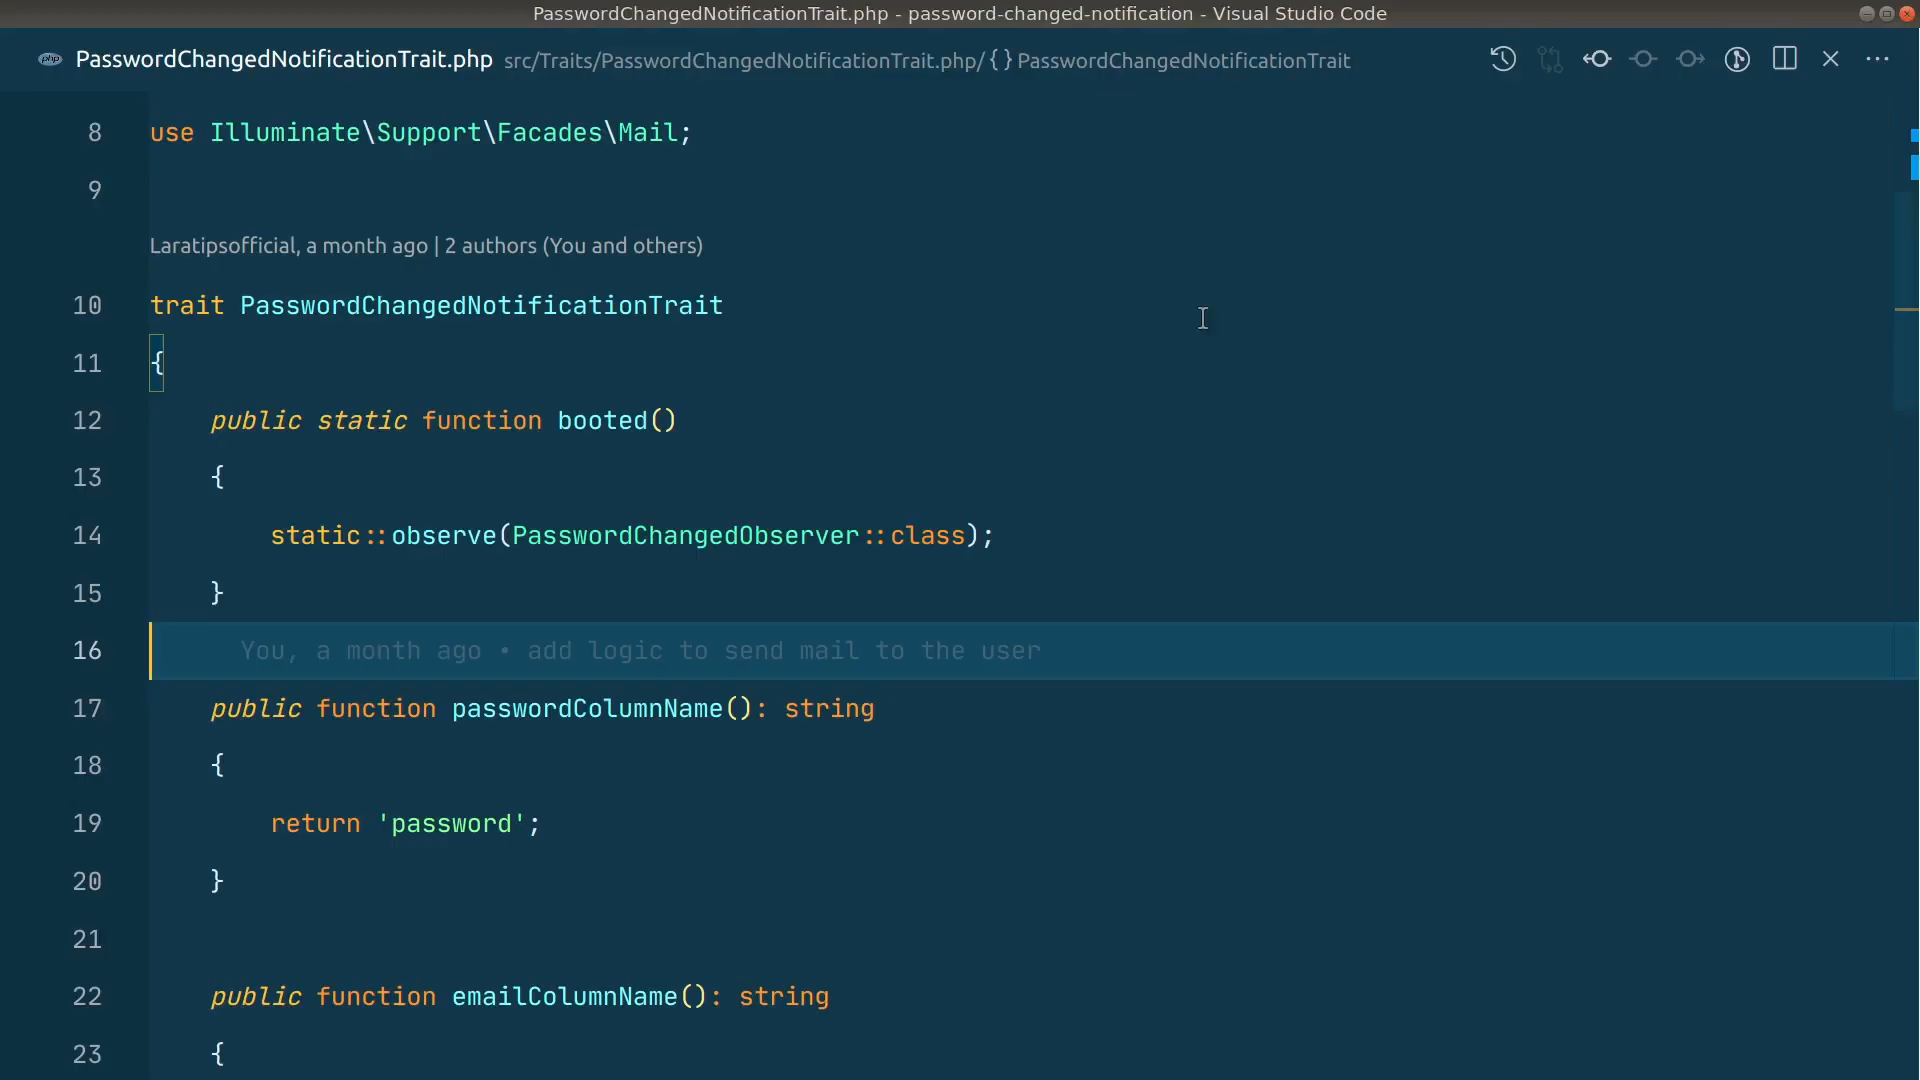 PasswordChangedNotificationTrait.php - password-changed-notification - Visual Studio Code
php PasswordChangedNotificationTrait.php src/Traits/PasswordChangedNotificationTrait.php/{} PasswordChangedNotificationTrait
8 use Illuminate\Support\Facades\Mail;
9
Laratipsofficial, a month ago | 2 authors (You and others)
10 trait PasswordChangedNotificationTrait
11 {
12 public static function booted()
13 {
14 static::observe(PasswordChangedObserver::class);
15 }
16 You, a month ago • add logic to send mail to the user
17 public function passwordColumnName(): string
18 {
19 return 'password';
20 }
21
22 public function emailColumnName(): string
23 {